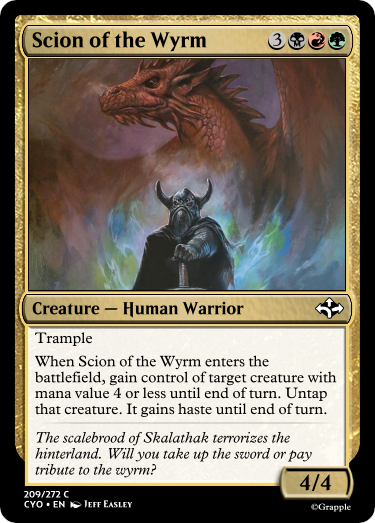 Scion of the Wyrm 3
Creature — Human Warrior
Trample
When Scion of the Wyrm enters the
battlefield, gain control of target creature with
mana value 4 or less until end of turn. Untap
that creature. It gains haste until end of turn.
The scalebrood of Skalathak terrorizes the
hinterland. Will you take up the sword or pay
tribute to the wyrm?
4/4
209/272 C
CYO • EN Jeff Easley
©Grapple